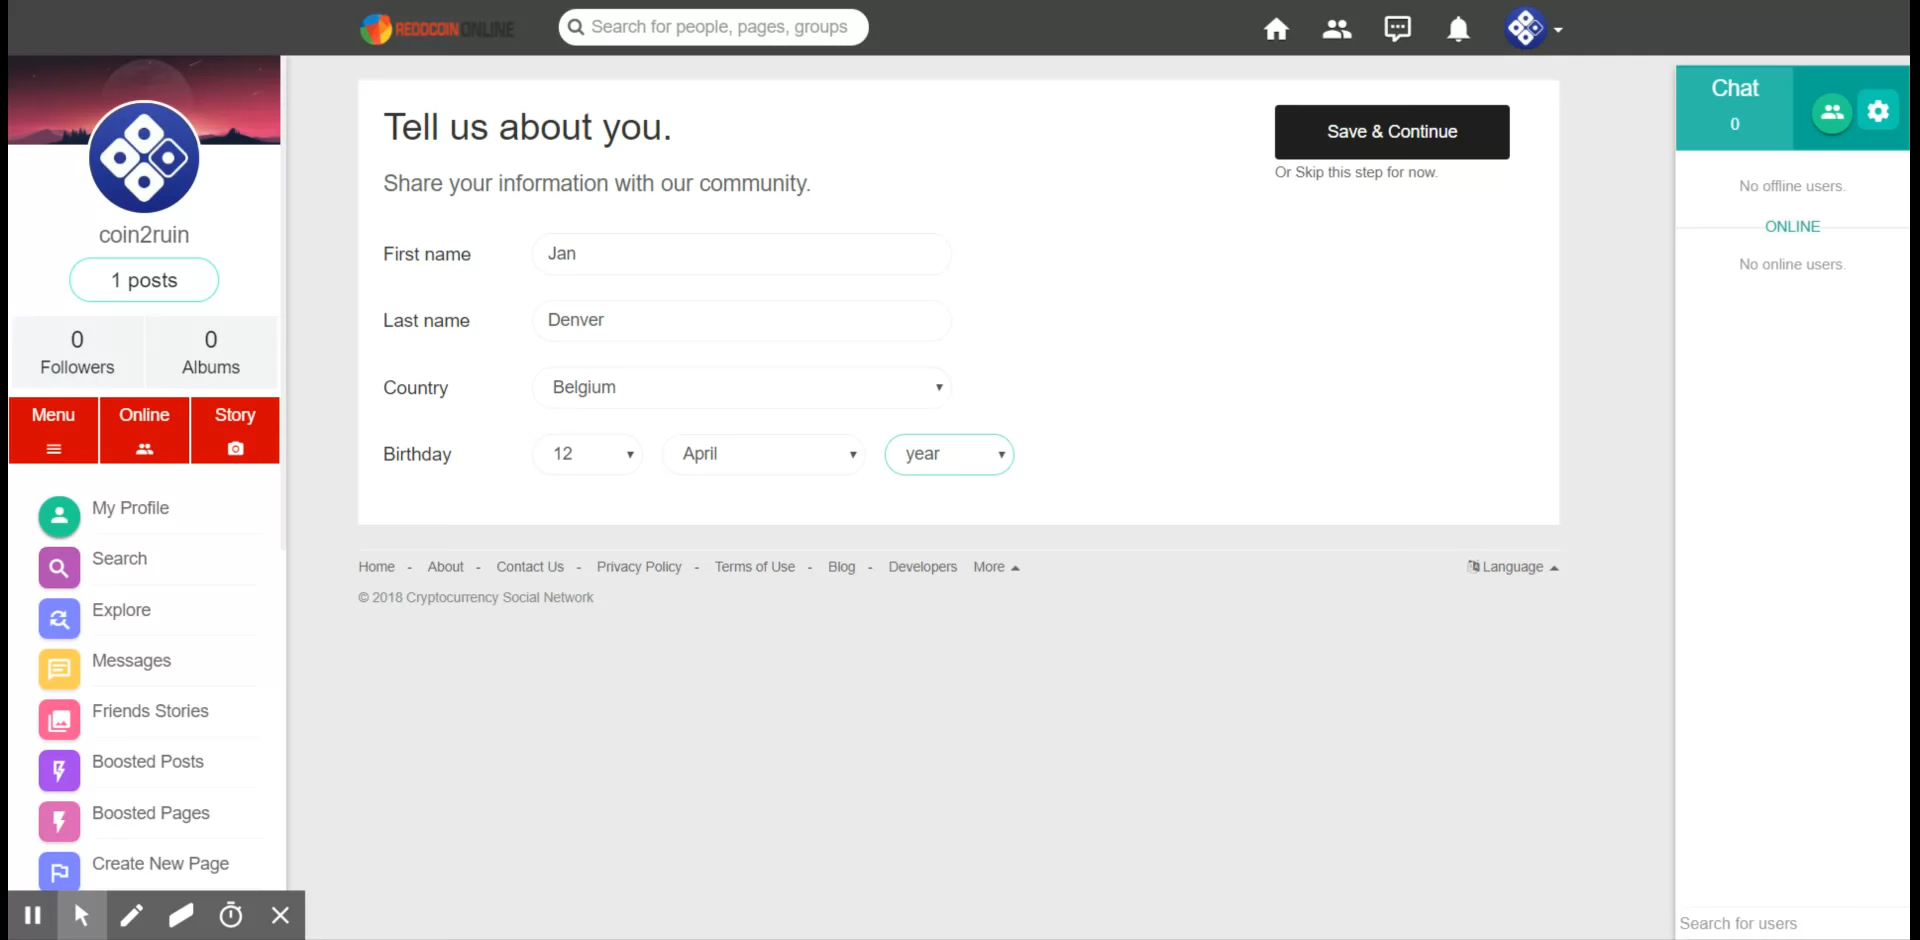 REDOCOIN ONLINE
Search for people, pages, groups
coin2ruin
1 posts
0
Followers
0
Albums
Menu
Online
Story
My Profile
Search
Explore
Messages
Friends Stories
Boosted Posts
Boosted Pages
Create New Page
Tell us about you.
Share your information with our community.
Save & Continue
Or Skip this step for now.
First name
Jan
Last name
Denver
Country
Belgium
Birthday
12
April
year
Home - About - Contact Us - Privacy Policy - Terms of Use - Blog - Developers More
Language
© 2018 Cryptocurrency Social Network
Chat
0
No offline users.
ONLINE
No online users.
Search for users